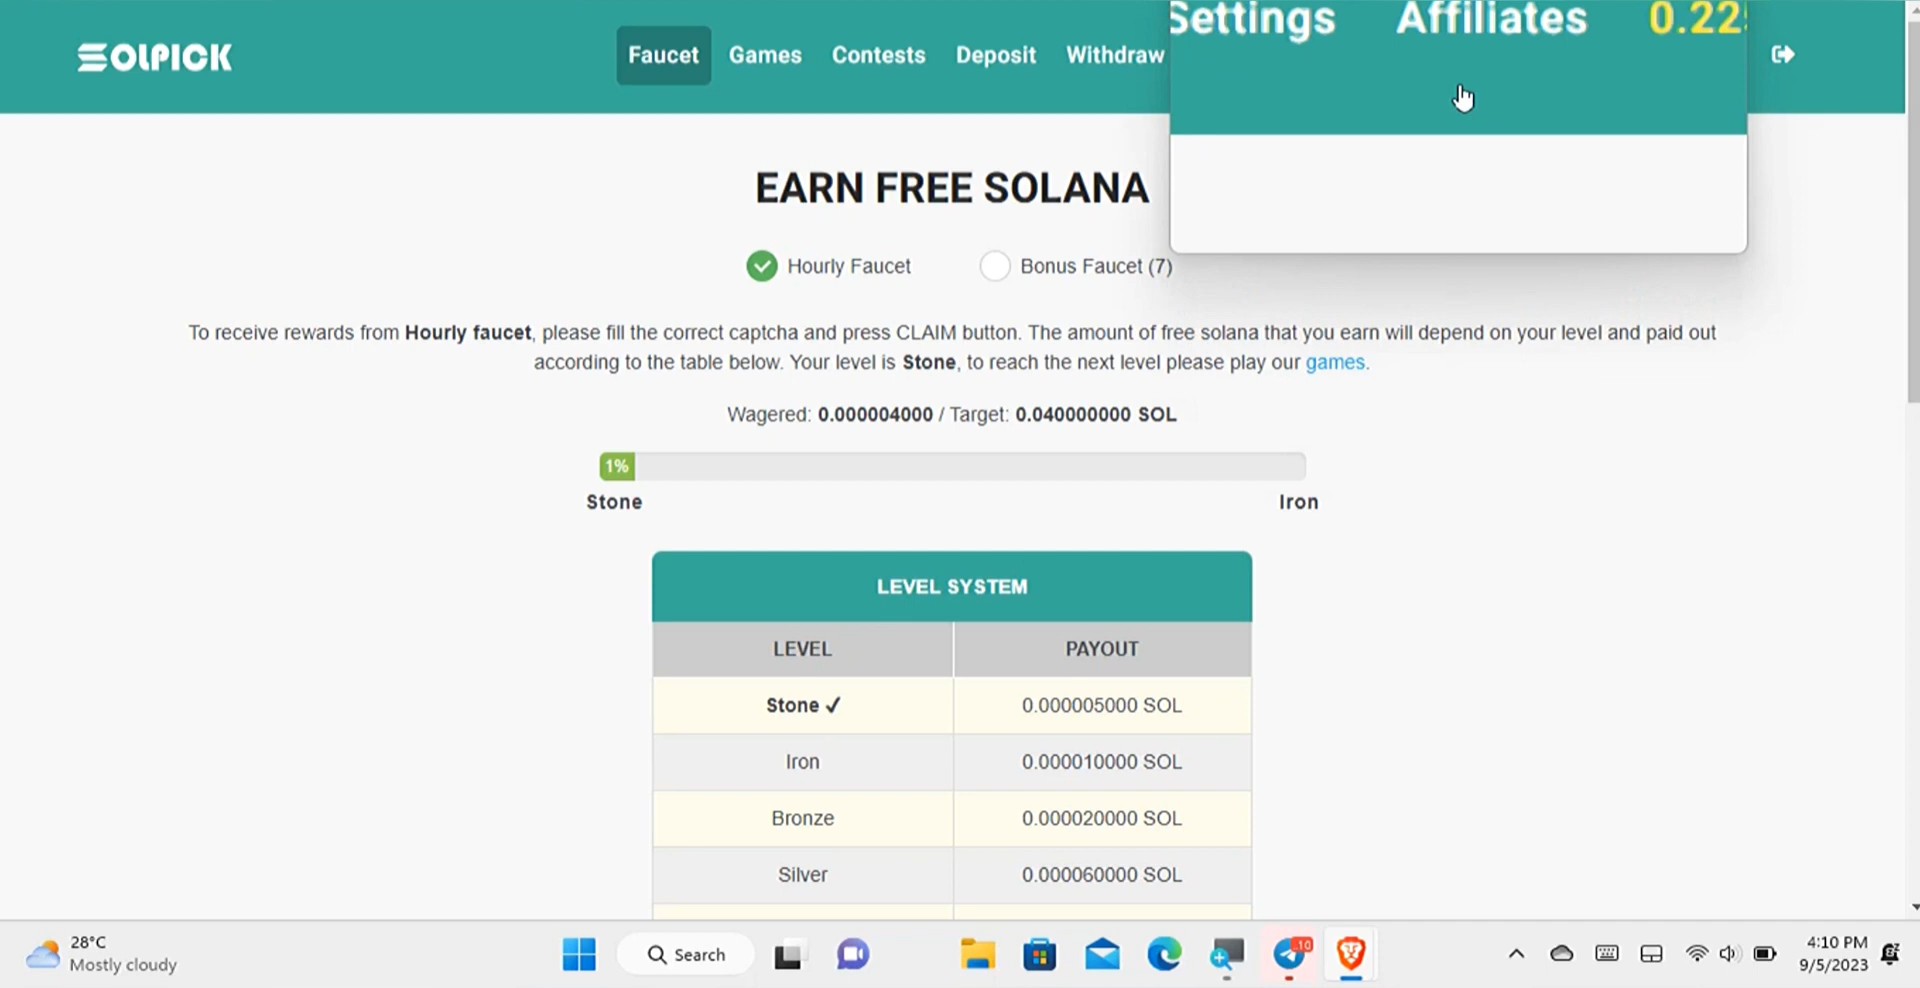 SOLPICK
Faucet Games Contests Deposit Withdraw
Settings Affiliates 0.22
EARN FREE SOLANA
Hourly Faucet Bonus Faucet (7)
To receive rewards from Hourly faucet, please fill the correct captcha and press CLAIM button. The amount of free solana that you earn will depend on your level and paid out
according to the table below. Your level is Stone, to reach the next level please play our games.
Wagered: 0.000004000 / Target: 0.040000000 SOL
1%
Stone Iron
LEVEL SYSTEM
LEVEL PAYOUT
Stone ✓ 0.000005000 SOL
Iron 0.000010000 SOL
Bronze 0.000020000 SOL
Silver 0.000060000 SOL
28°C
Mostly cloudy
Search
10
4:10 PM
9/5/2023